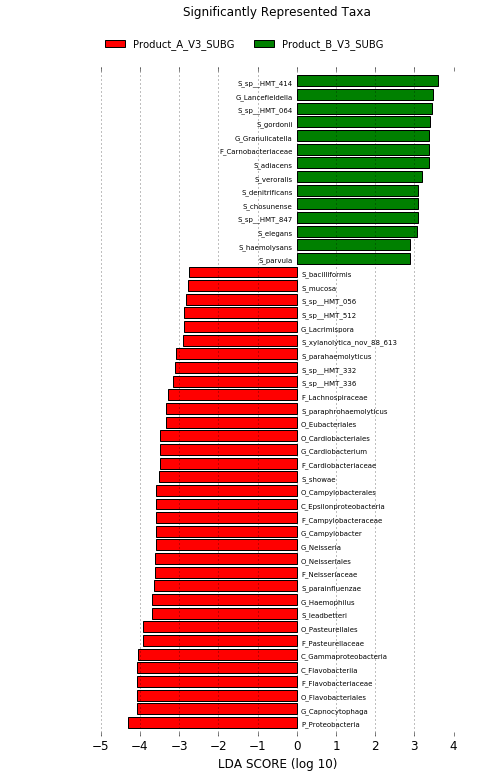 Significantly Represented Taxa
Product_A_V3_SUBG Product_B_V3_SUBG
S_sp__HMT_414
G_Lancefieldella
S_sp__HMT_064
S_gordonii
G_Granulicatella
F_Carnobacteriaceae
S_adiacens
S_veroralis
S_denitrificans
S_chosunense
S_sp__HMT_847
S_elegans
S_haemolysans
S_parvula
S_bacilliformis
S_mucosa
S_sp__HMT_056
S_sp__HMT_512
G_Lacrimispora
S_xylanolytica_nov_88_613
S_parahaemolyticus
S_sp__HMT_332
S_sp__HMT_336
F_Lachnospiraceae
S_paraphrohaemolyticus
O_Eubacteriales
O_Cardiobacteriales
G_Cardiobacterium
F_Cardiobacteriaceae
S_showae
O_Campylobacterales
C_Epsilonproteobacteria
F_Campylobacteraceae
G_Campylobacter
G_Neisseria
O_Neisseriales
F_Neisseriaceae
S_parainfluenzae
G_Haemophilus
S_leadbetteri
O_Pasteurellales
F_Pasteurellaceae
C_Gammaproteobacteria
C_Flavobacteriia
F_Flavobacteriaceae
O_Flavobacteriales
G_Capnocytophaga
P_Proteobacteria
−5 −4 −3 −2 −1 0 1 2 3 4
LDA SCORE (log 10)